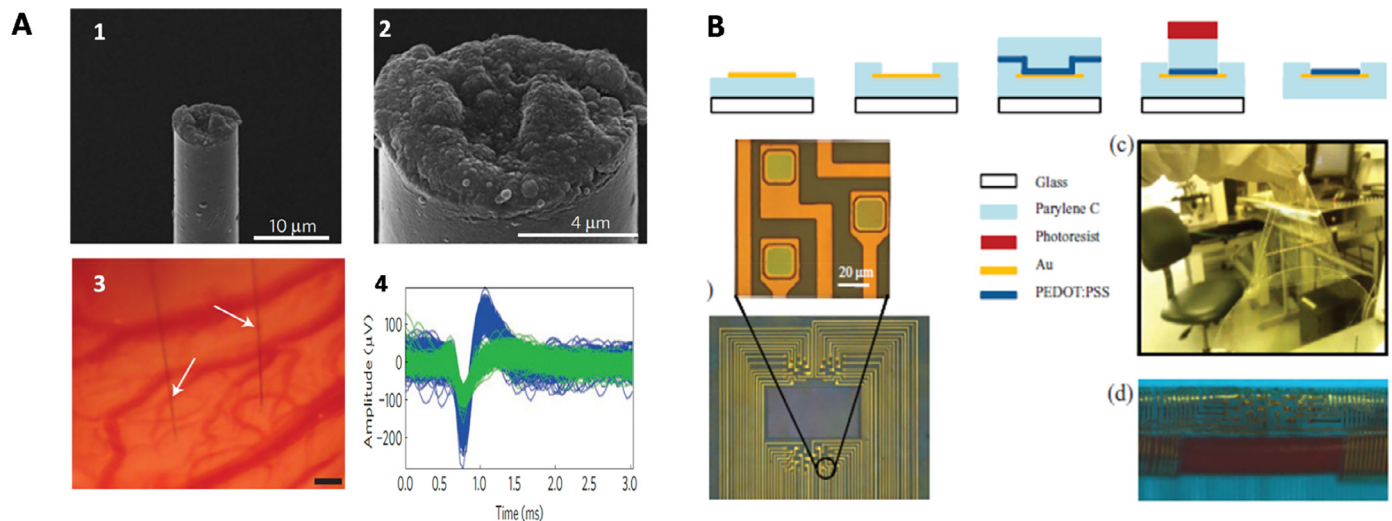 A
1
2
10 μm
4 μm
3
4
100
0
-100
-200
Amplitude (μV)
0.0 0.5 1.0 1.5 2.0 2.5 3.0
Time (ms)
B
20 μm
)
Glass
Parylene C
Photoresist
Au
PEDOT:PSS
(c)
(d)